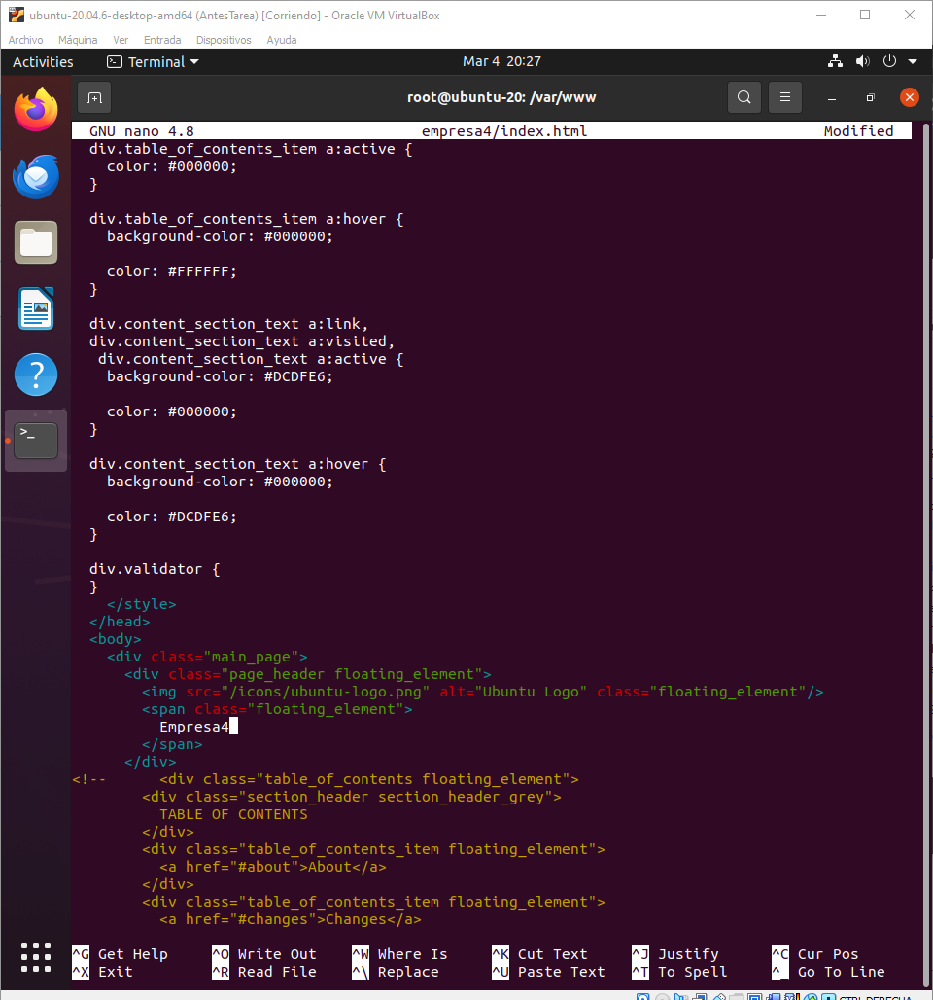 ubuntu-20.04.6-desktop-amd64 (AntesTarea) [Corriendo] - Oracle VM VirtualBox
Archivo Máquina Ver Entrada Dispositivos Ayuda
Activities Terminal Mar 4 20:27
root@ubuntu-20: /var/www
GNU nano 4.8 empresa4/index.html Modified
div.table_of_contents_item a:active {
color: #000000;
}
div.table_of_contents_item a:hover {
background-color: #000000;
color: #FFFFFF;
}
div.content_section_text a:link,
div.content_section_text a:visited,
div.content_section_text a:active {
background-color: #DCDFE6;
color: #000000;
}
div.content_section_text a:hover {
background-color: #000000;
color: #DCDFE6;
}
div.validator {
}
</style>
</head>
<body>
<div class="main_page">
<div class="page_header floating_element">
<img src="/icons/ubuntu-logo.png" alt="Ubuntu Logo" class="floating_element"/>
<span class="floating_element">
Empresa4
</span>
</div>
<!-- <div class="table_of_contents floating_element">
<div class="section_header section_header_grey">
TABLE OF CONTENTS
</div>
<div class="table_of_contents_item floating_element">
<a href="#about">About</a>
</div>
<div class="table_of_contents_item floating_element">
<a href="#changes">Changes</a>
^G Get Help ^O Write Out ^W Where Is ^K Cut Text ^J Justify ^C Cur Pos
^X Exit ^R Read File ^\ Replace ^U Paste Text ^T To Spell ^_ Go To Line
CTRL DERECHA